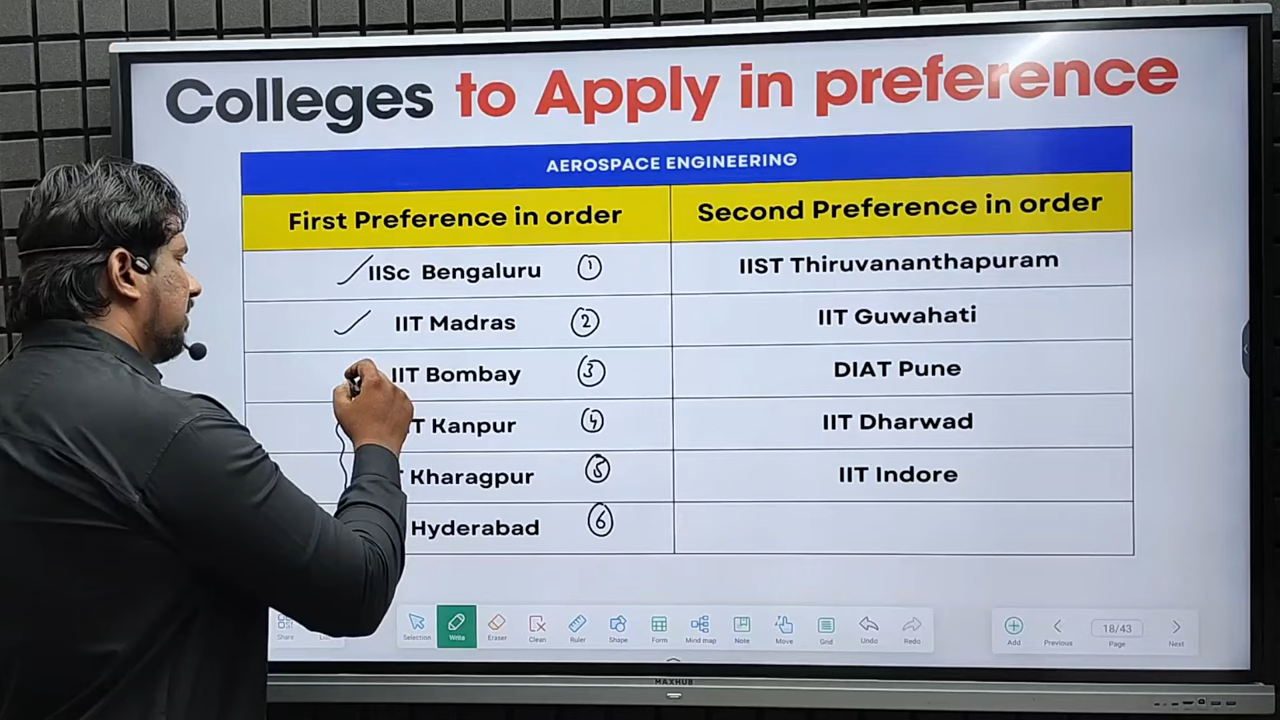 Colleges to Apply in preference
AEROSPACE ENGINEERING
First Preference in order
Second Preference in order
IISc Bengaluru 1
IIST Thiruvananthapuram
IIT Madras 2
IIT Guwahati
IIT Bombay 3
DIAT Pune
T Kanpur 4
IIT Dharwad
Kharagpur 5
IIT Indore
Hyderabad 6
Share
Selection
Write
Eraser
Clean
Ruler
Shape
Form
Mind map
Note
Move
Grid
Undo
Redo
Add
Previous
18/43
Page
Next
MAXHUB